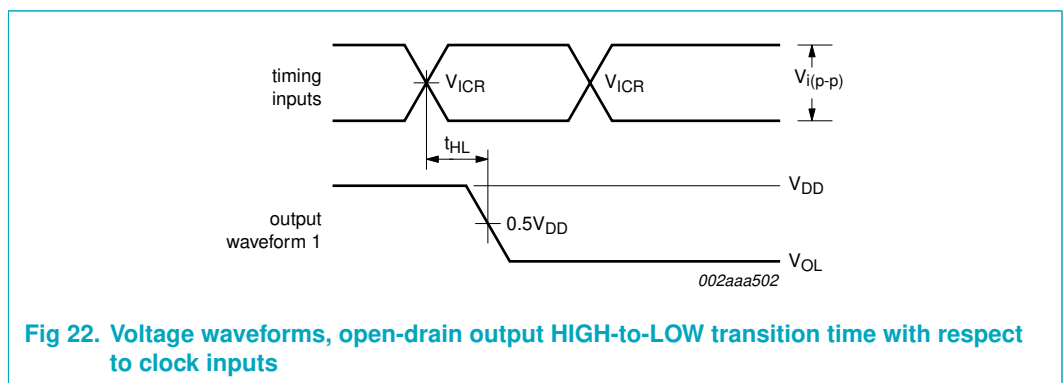 timing
inputs
V_ICR
V_ICR
V_i(p-p)
t_HL
output
waveform 1
0.5V_DD
V_DD
V_OL
002aaa502
Fig 22. Voltage waveforms, open-drain output HIGH-to-LOW transition time with respect
to clock inputs